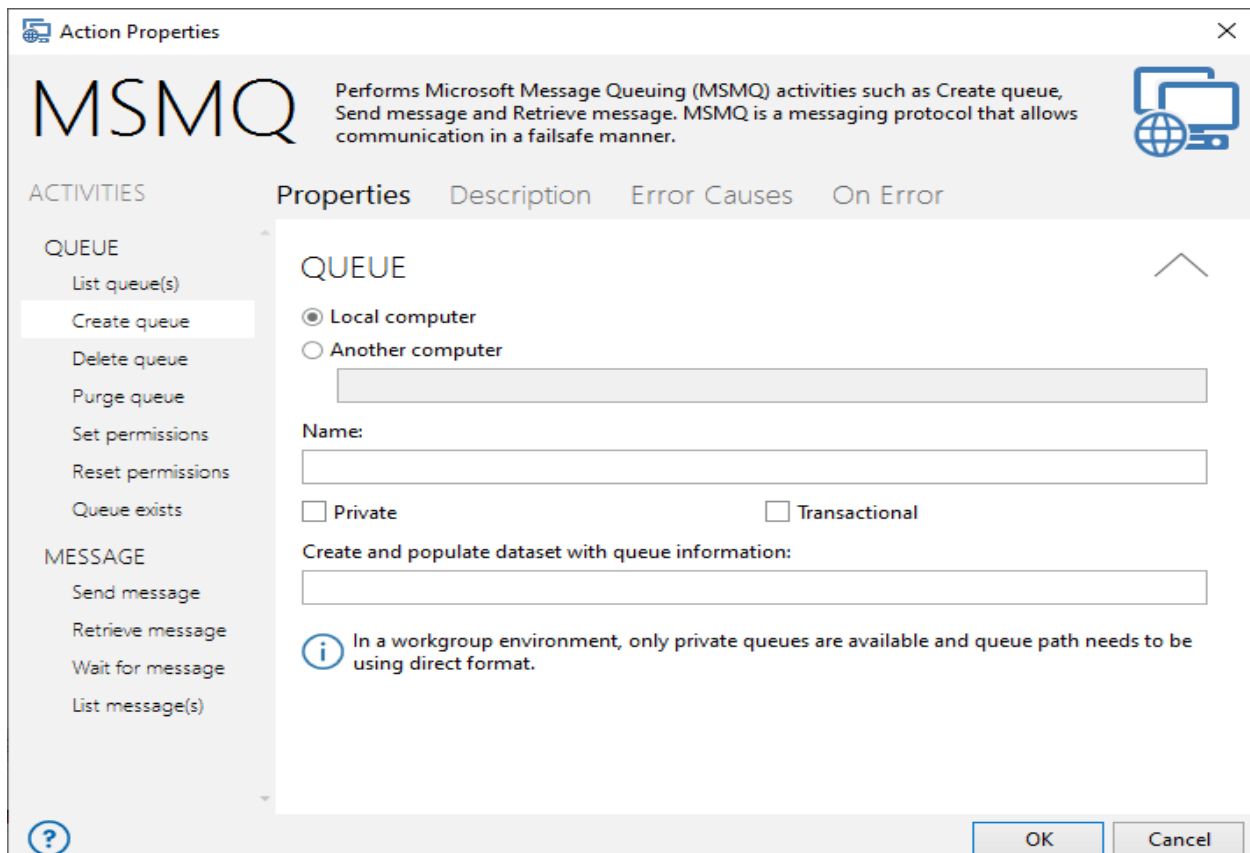 Action Properties
MSMQ
Performs Microsoft Message Queuing (MSMQ) activities such as Create queue,
Send message and Retrieve message. MSMQ is a messaging protocol that allows
communication in a failsafe manner.
ACTIVITIES
Properties Description Error Causes On Error
QUEUE
List queue(s)
Create queue
Delete queue
Purge queue
Set permissions
Reset permissions
Queue exists
MESSAGE
Send message
Retrieve message
Wait for message
List message(s)
QUEUE
Local computer
Another computer
Name:
Private Transactional
Create and populate dataset with queue information:
In a workgroup environment, only private queues are available and queue path needs to be
using direct format.
OK Cancel